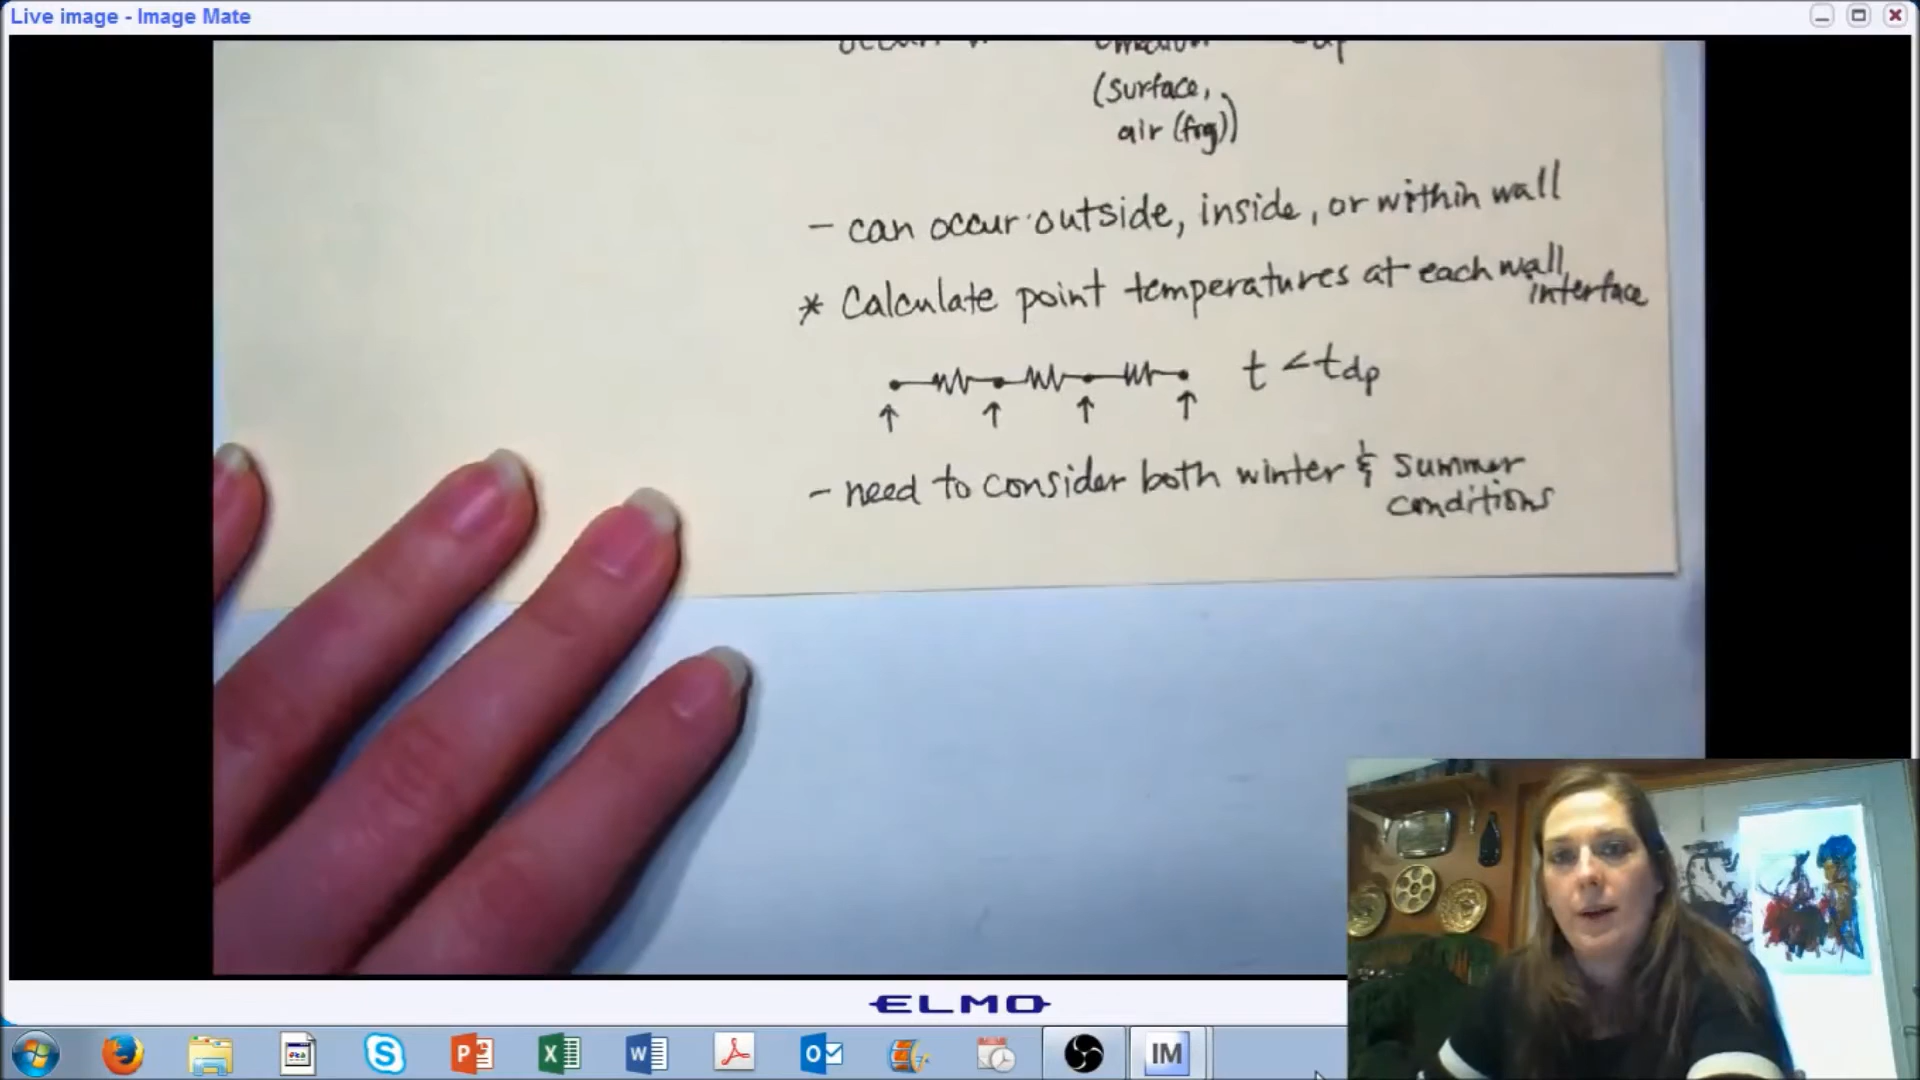 Live image - Image Mate
(surface,
air (fog))
- can occur outside, inside, or within wall
* Calculate point temperatures at each wall
interface
t < tdp
- need to consider both winter & summer
conditions
ELMO
IM